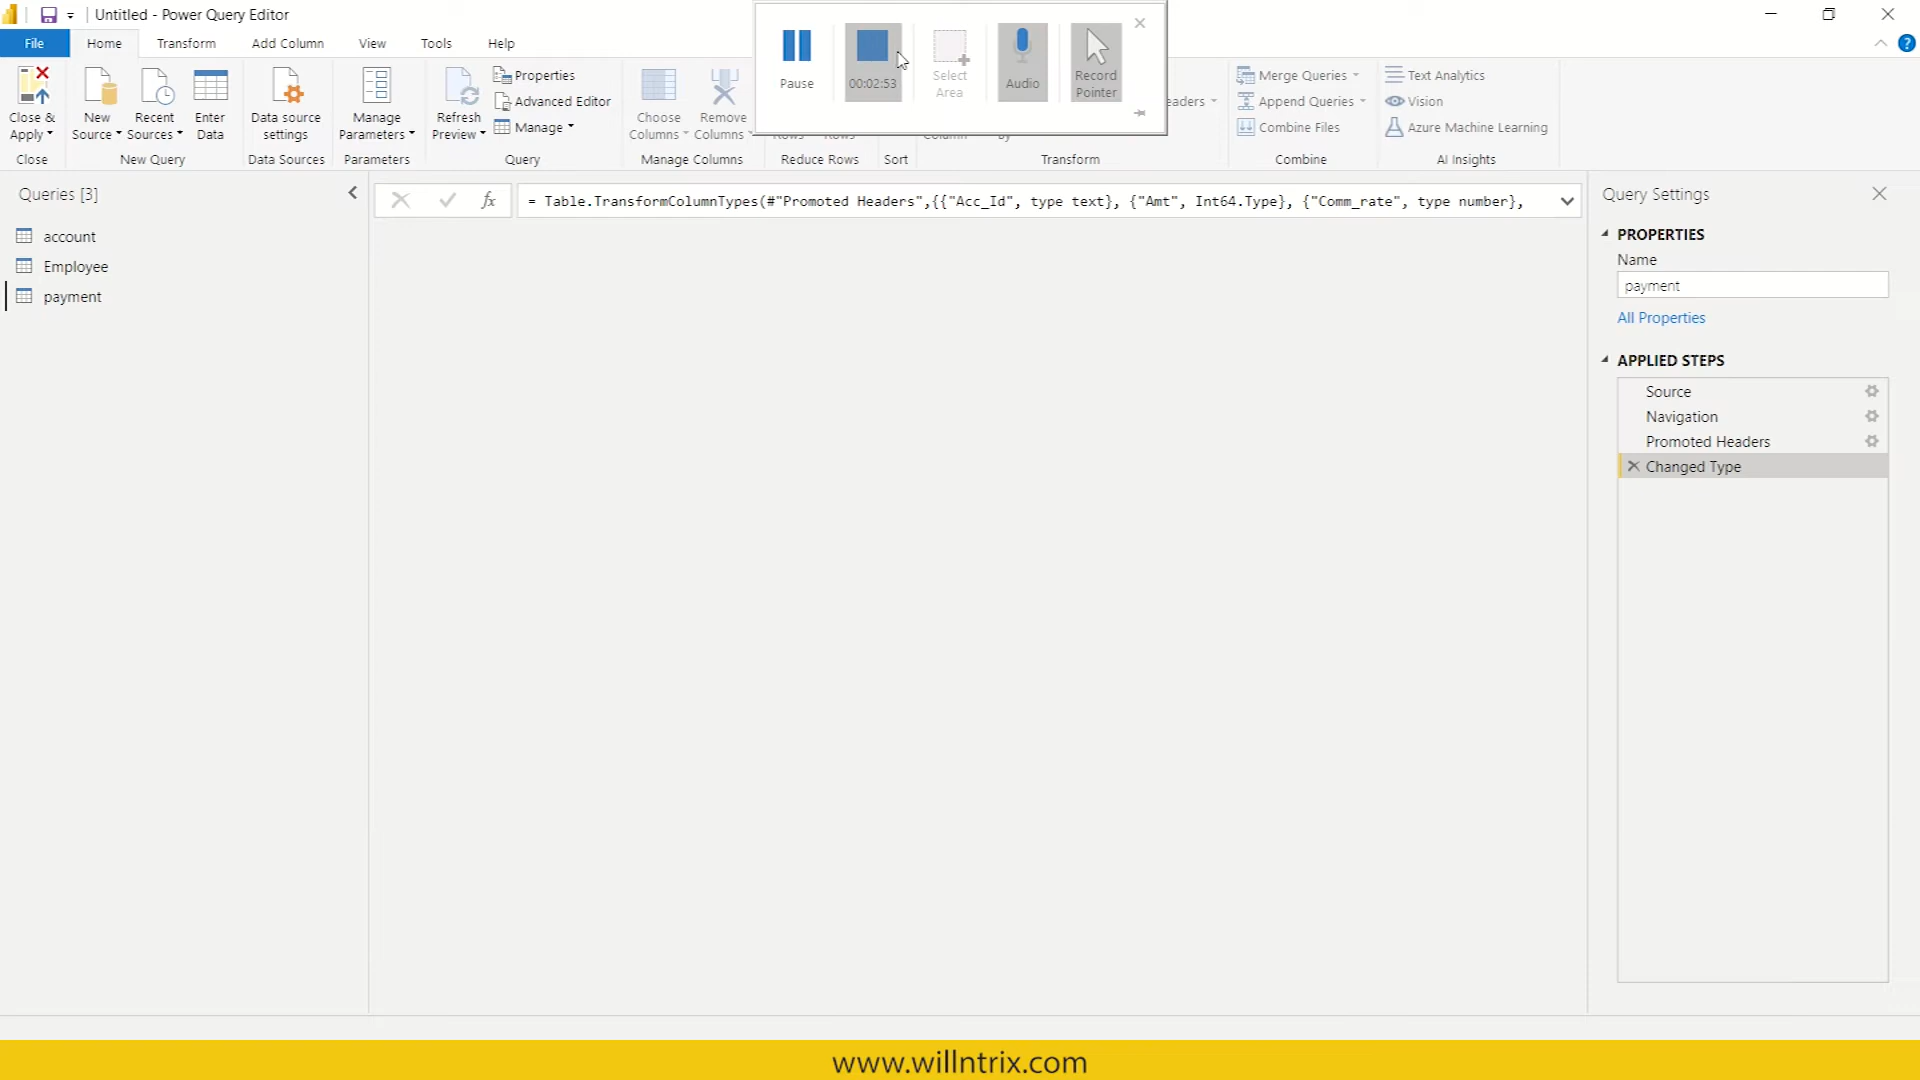 Untitled - Power Query Editor
File Home Transform Add Column View Tools Help
Pause
00:02:53
Select Area
Audio
Record Pointer
Close & Apply
New Source
Recent Sources
Enter Data
Data source settings
Manage Parameters
Refresh Preview
Properties
Advanced Editor
Manage
Choose Columns
Remove Columns
eaders
Merge Queries
Append Queries
Combine Files
Text Analytics
Vision
Azure Machine Learning
Close New Query Data Sources Parameters Query Manage Columns Reduce Rows Sort Transform Combine AI Insights
Queries [3]
account
Employee
payment
fx
= Table.TransformColumnTypes(#"Promoted Headers",{{"Acc_Id", type text}, {"Amt", Int64.Type}, {"Comm_rate", type number},
Query Settings
PROPERTIES
Name
payment
All Properties
APPLIED STEPS
Source
Navigation
Promoted Headers
Changed Type
www.willntrix.com